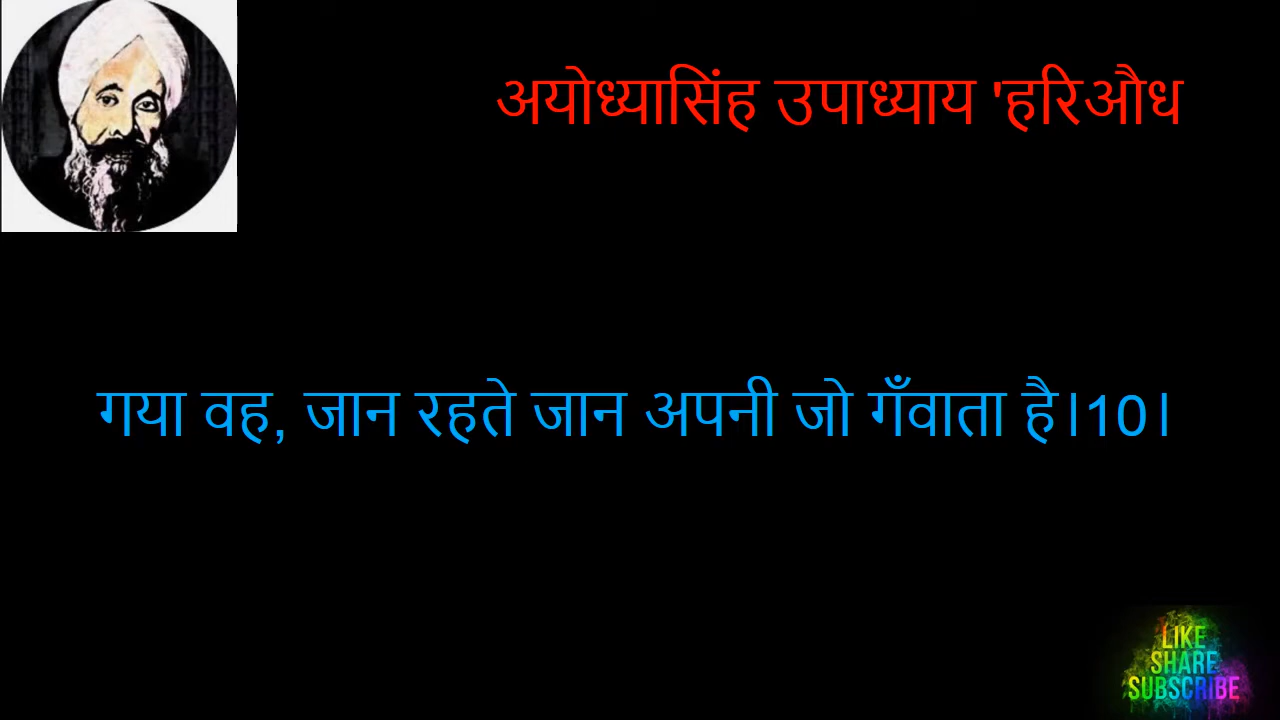 अयोध्यासिंह उपाध्याय 'हरिऔध
गया वह, जान रहते जान अपनी जो गँवाता है।10।
LIKE
SHARE
SUBSCRIBE